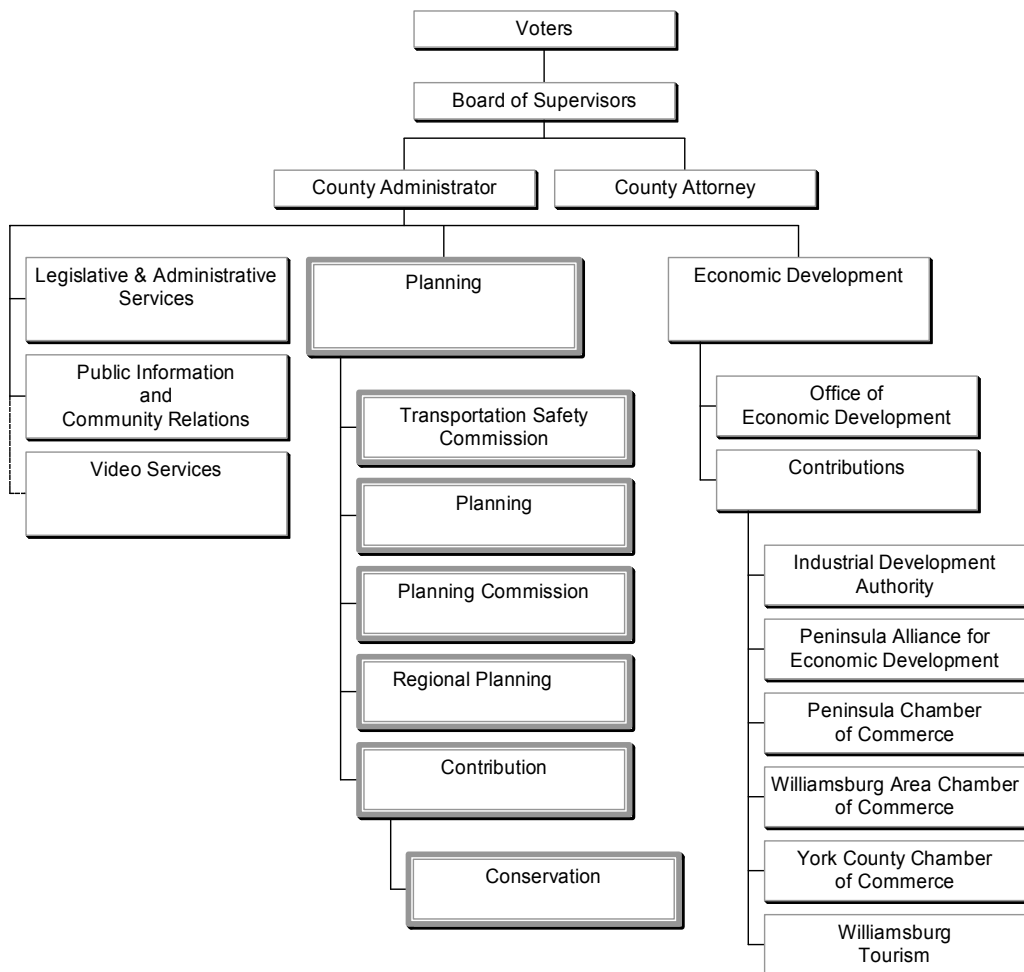 Voters
Board of Supervisors
County Administrator
County Attorney
Legislative & Administrative
Services
Public Information
and
Community Relations
Video Services
Planning
Transportation Safety
Commission
Planning
Planning Commission
Regional Planning
Contribution
Conservation
Economic Development
Office of
Economic Development
Contributions
Industrial Development
Authority
Peninsula Alliance for
Economic Development
Peninsula Chamber
of Commerce
Williamsburg Area Chamber
of Commerce
York County Chamber
of Commerce
Williamsburg
Tourism